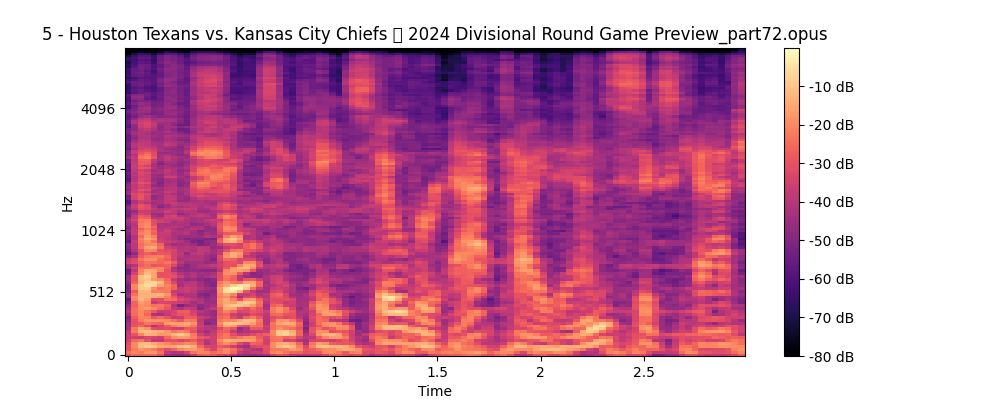 5 - Houston Texans vs. Kansas City Chiefs ▯ 2024 Divisional Round Game Preview_part72.opus
4096
2048
1024
512
0
Hz
0
0.5
1
1.5
2
2.5
Time
-10 dB
-20 dB
-30 dB
-40 dB
-50 dB
-60 dB
-70 dB
-80 dB